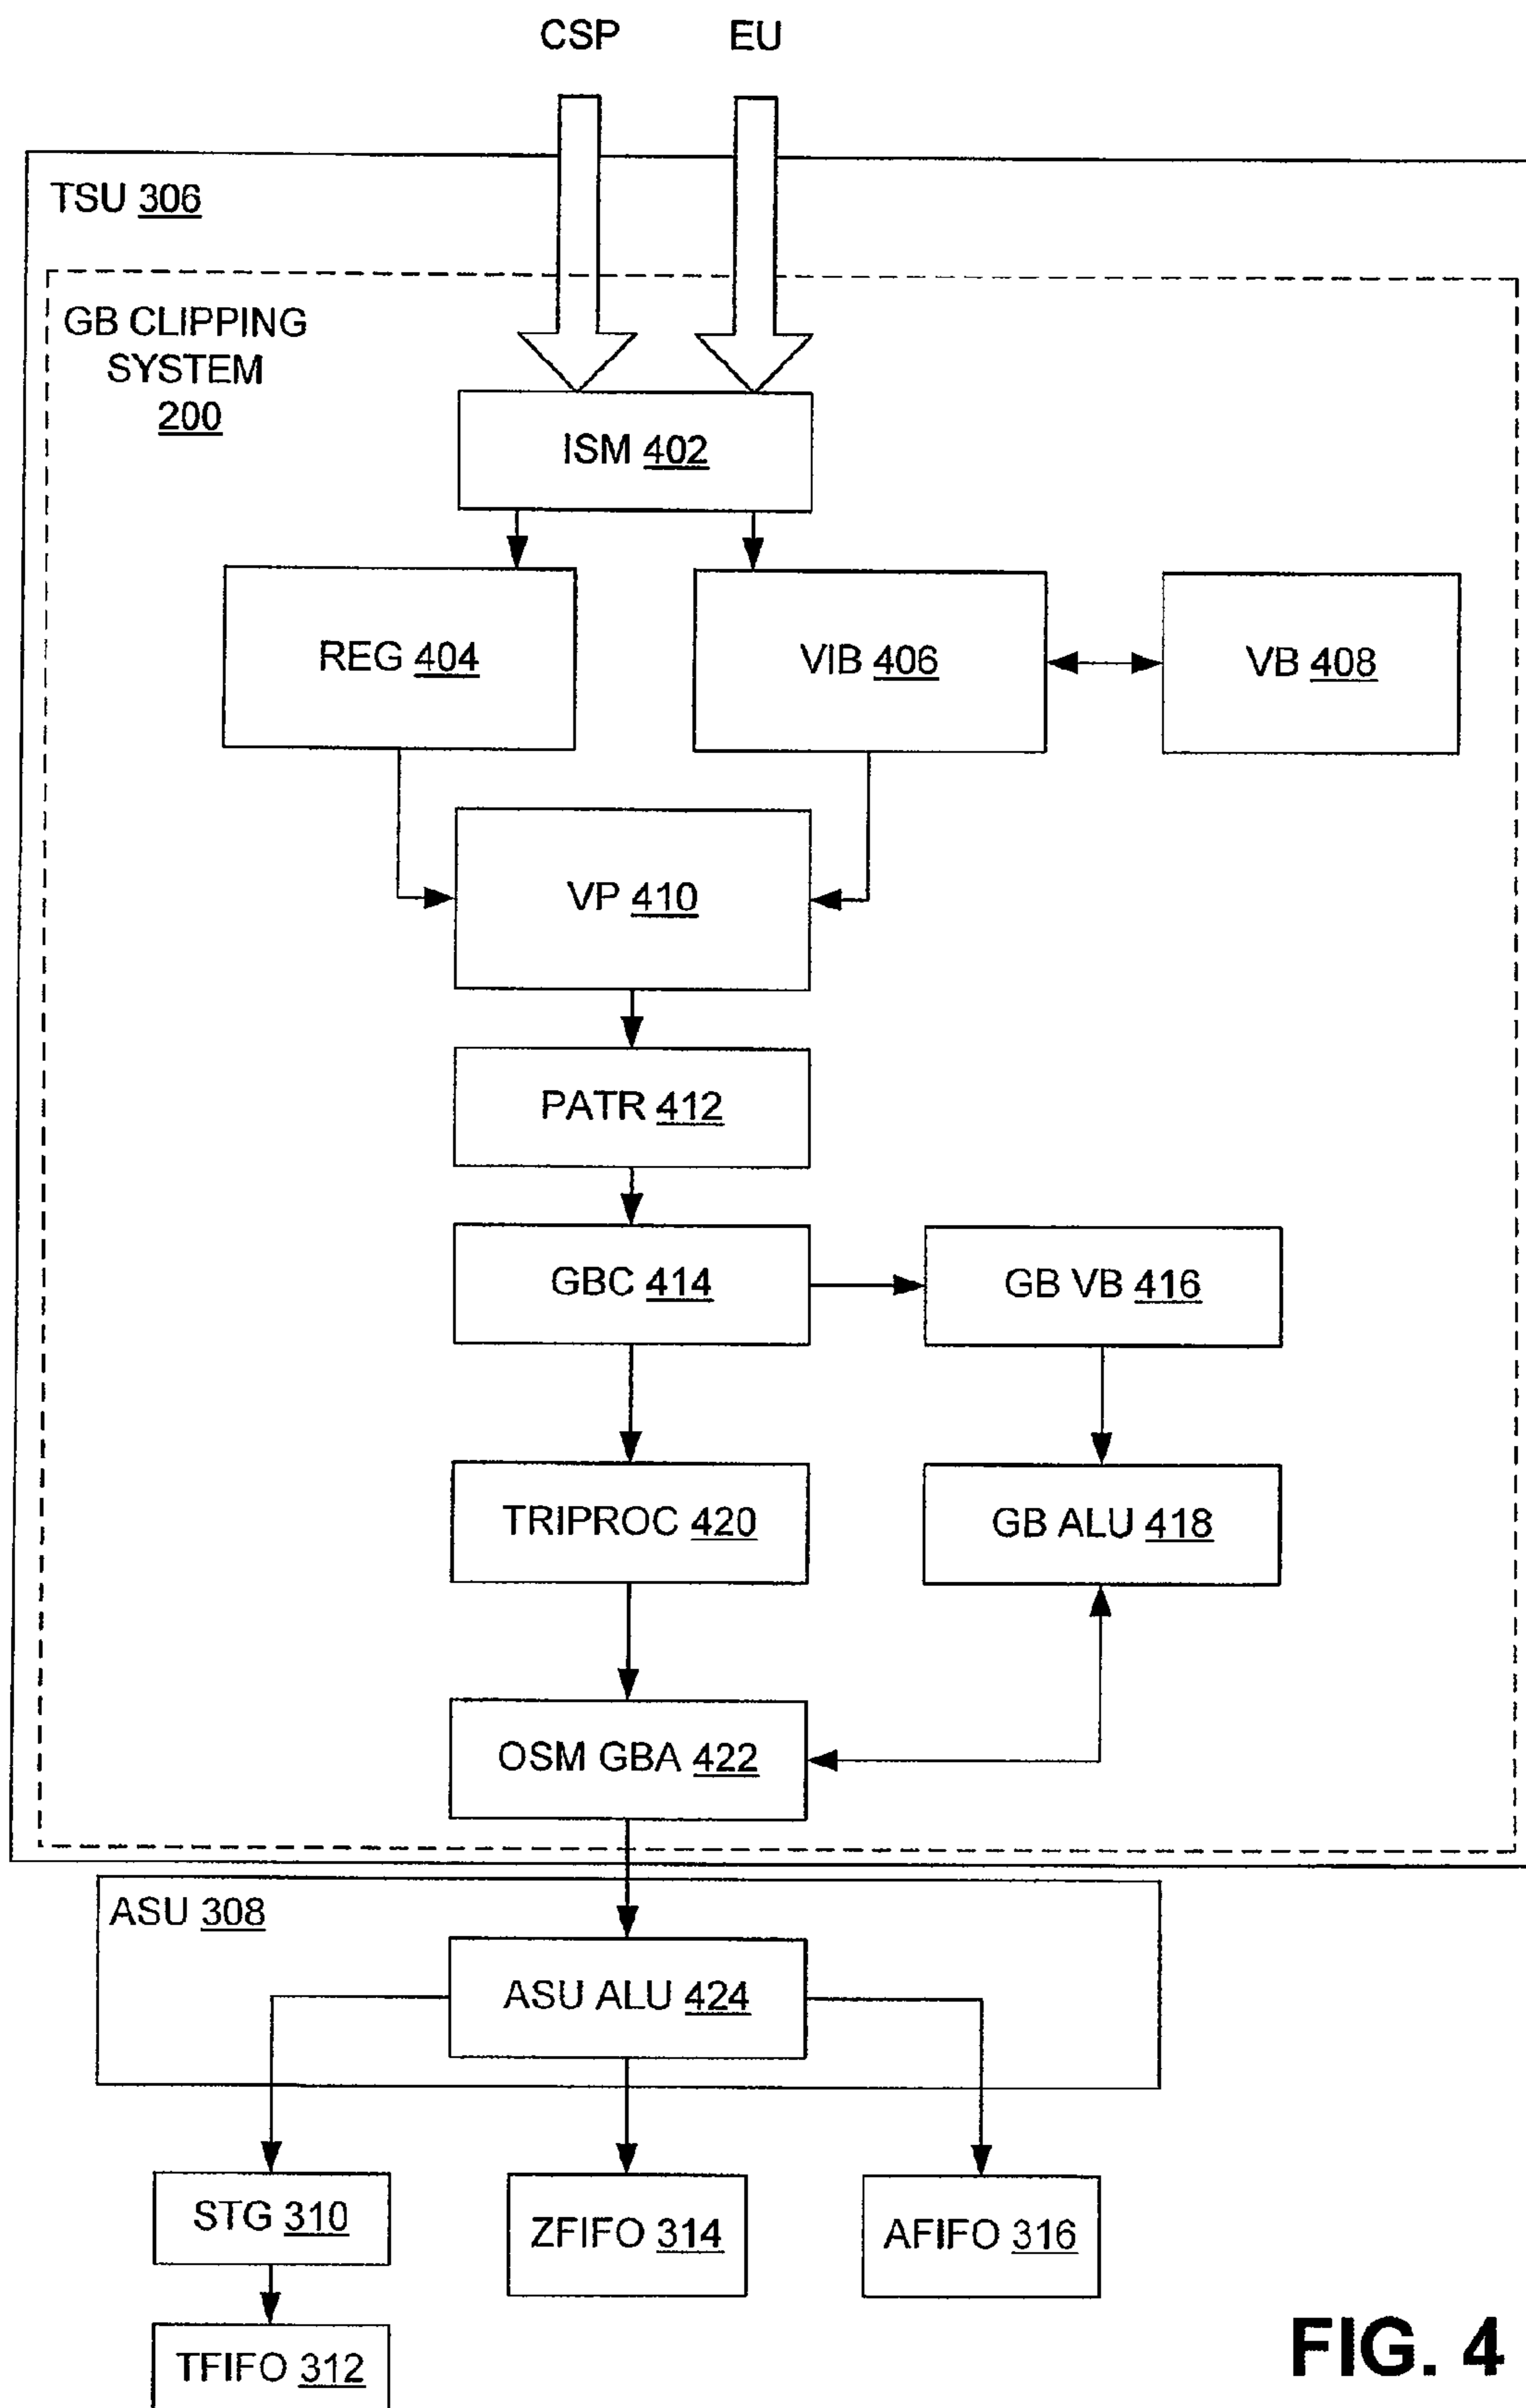 CSP EU
TSU 306
GB CLIPPING
SYSTEM
200
ISM 402
REG 404 VIB 406 VB 408
VP 410
PATR 412
GBC 414 GB VB 416
TRIPROC 420 GB ALU 418
OSM GBA 422
ASU 308
ASU ALU 424
STG 310 ZFIFO 314 AFIFO 316
TFIFO 312
FIG. 4